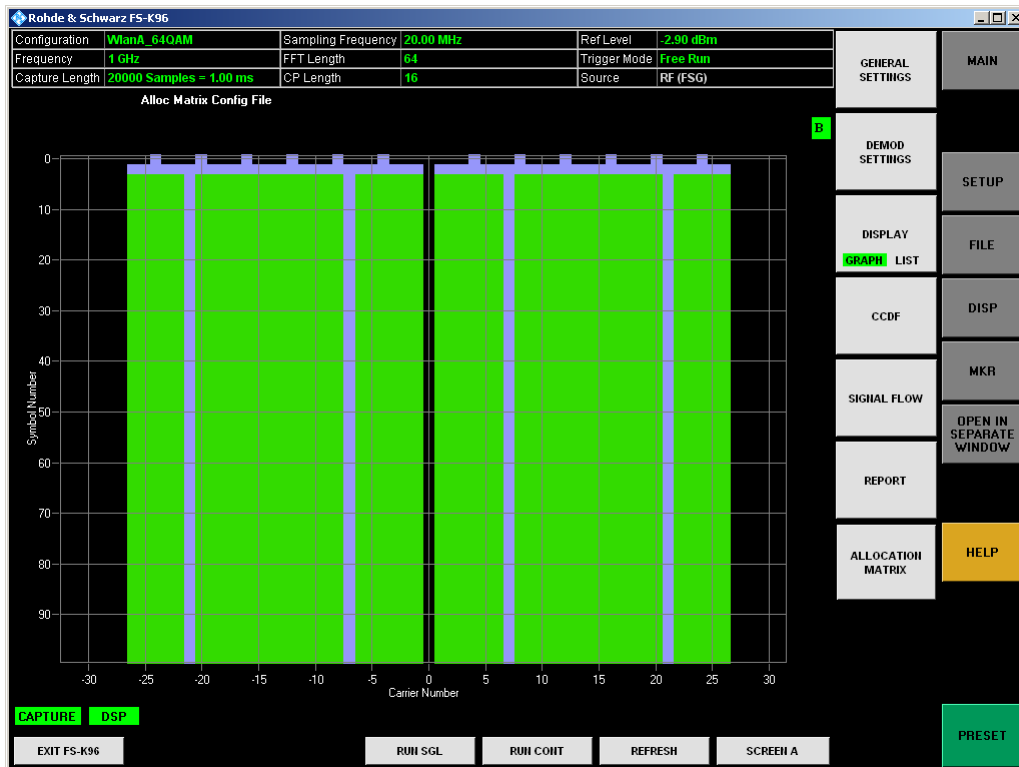 Rohde & Schwarz FS-K96
Configuration WlanA_64QAM Sampling Frequency 20.00 MHz Ref Level -2.90 dBm
Frequency 1 GHz FFT Length 64 Trigger Mode Free Run
Capture Length 20000 Samples = 1.00 ms CP Length 16 Source RF (FSG)
Alloc Matrix Config File
B
0
10
20
30
40
50
60
70
80
90
Symbol Number
-30 -25 -20 -15 -10 -5 0 5 10 15 20 25 30
Carrier Number
GENERAL
SETTINGS
DEMOD
SETTINGS
DISPLAY
GRAPH LIST
CCDF
SIGNAL FLOW
REPORT
ALLOCATION
MATRIX
MAIN
SETUP
FILE
DISP
MKR
OPEN IN
SEPARATE
WINDOW
HELP
PRESET
CAPTURE DSP
EXIT FS-K96 RUN SGL RUN CONT REFRESH SCREEN A